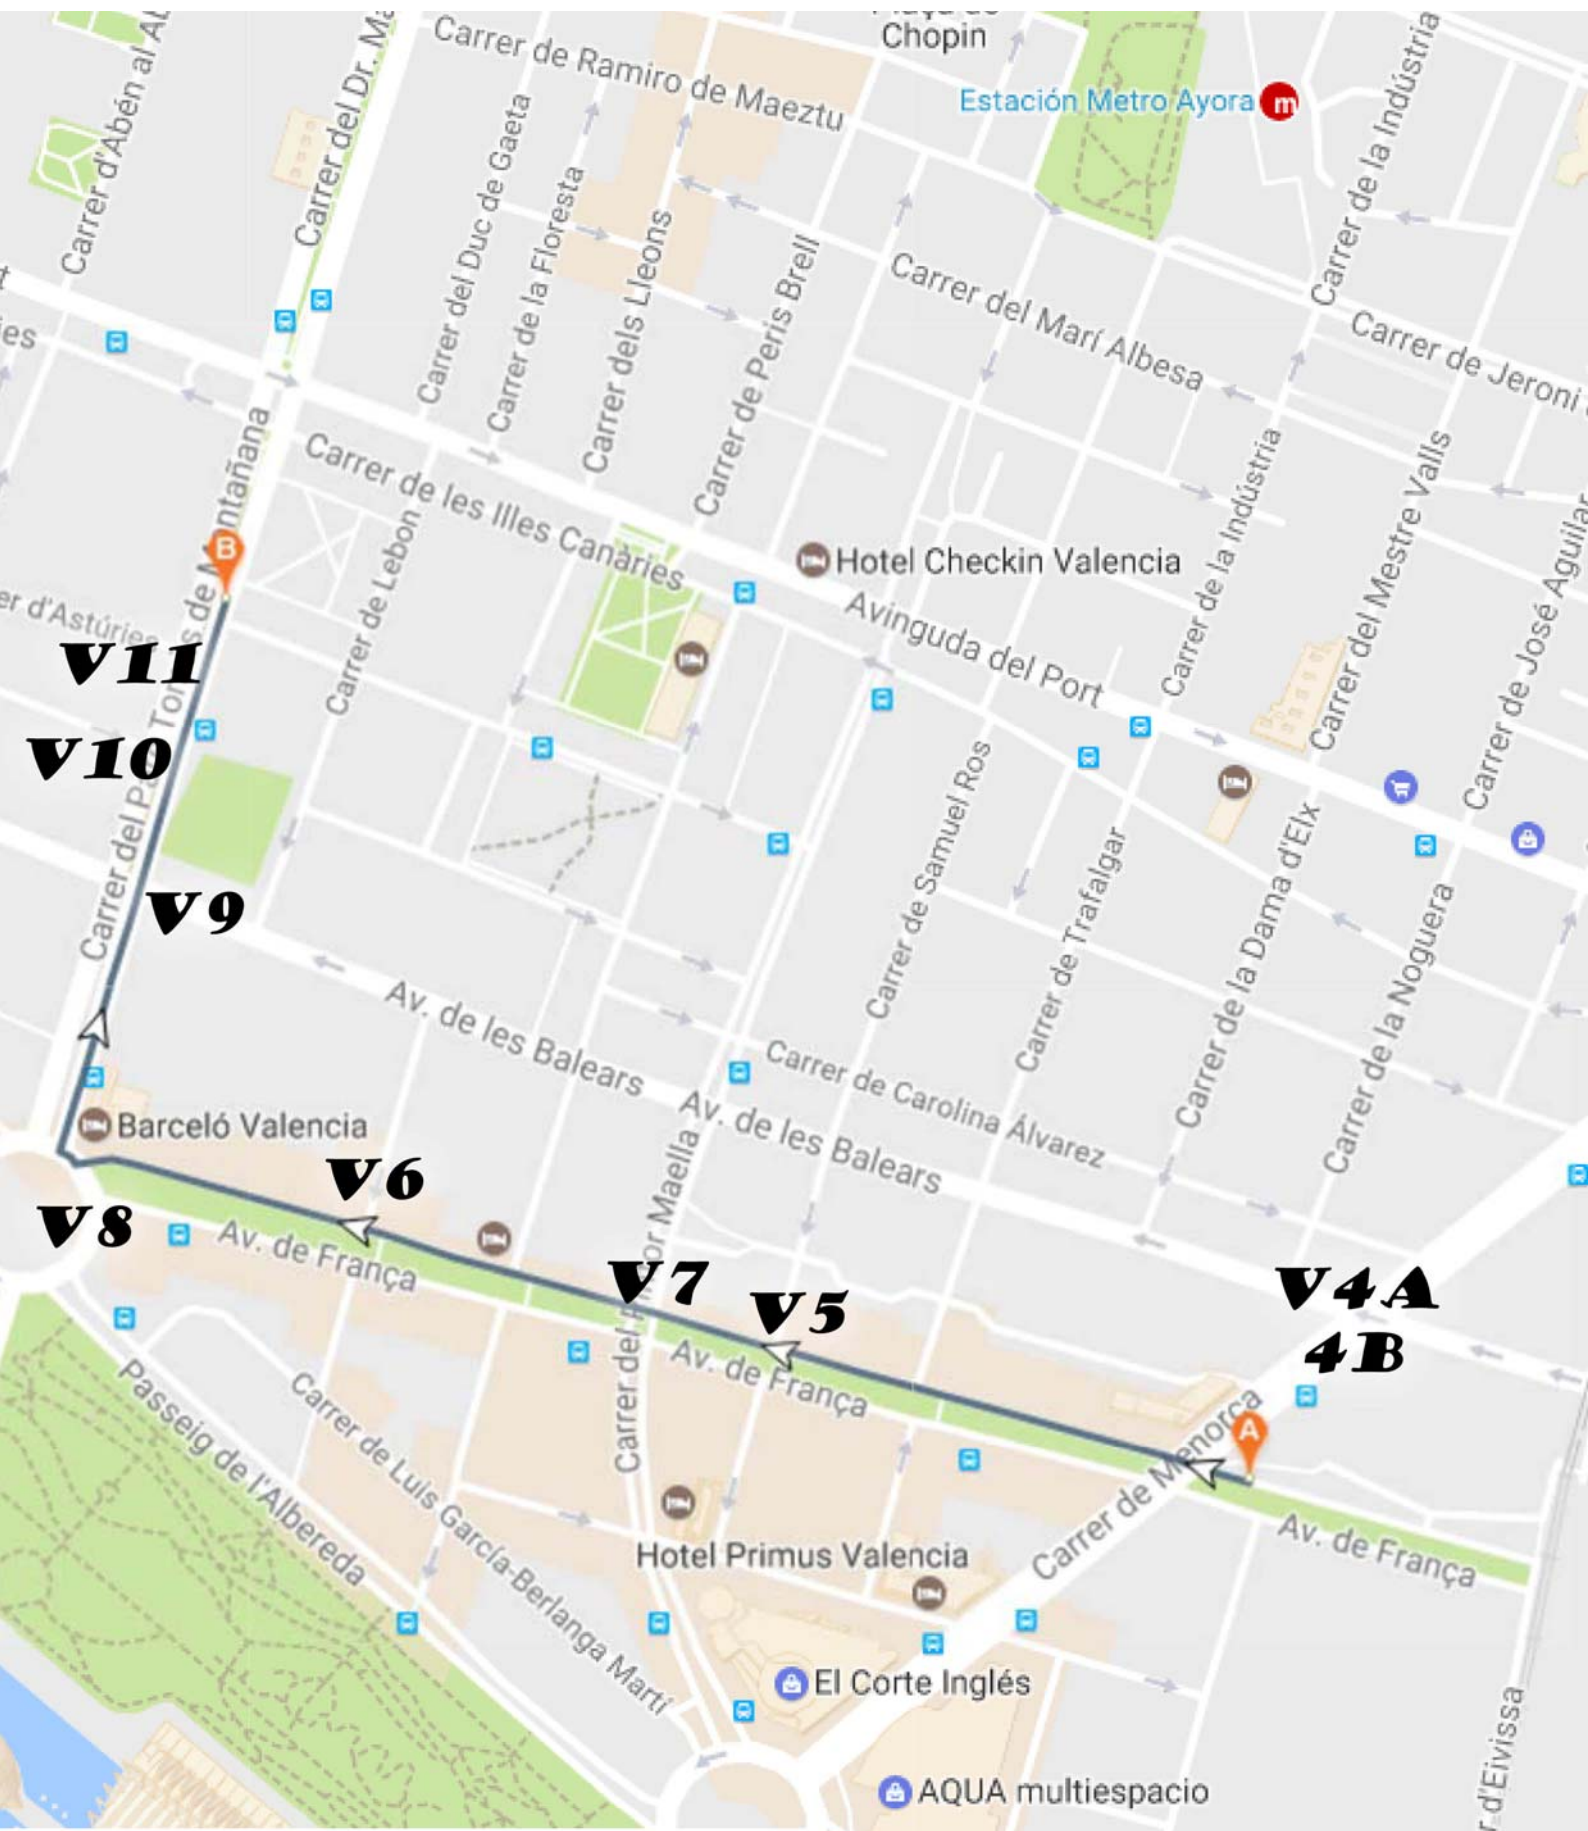 Chopin
Carrer de Ramiro de Maeztu
Estación Metro Ayora
m
Carrer d'Abén al Ab
Carrer del Dr. Ma
Carrer del Duc de Gaeta
Carrer de la Floresta
Carrer dels Lleons
Carrer de Peris Brell
Carrer de la Indústria
Carrer del Marí Albesa
Carrer de Jeroni
ies
Carrer de les Illes Canàries
Carrer de Lebon
Hotel Checkin Valencia
Carrer de la Indústria
Carrer del Mestre Valls
Carrer de José Aguilar
B
er d'Astúries
Avinguda del Port
V11
V10
Carrer de Samuel Ros
Carrer de Trafalgar
Carrer de la Dama d'Elx
Carrer de la Noguera
V9
Av. de les Balears
Carrer de Carolina Álvarez
Av. de les Balears
Barceló Valencia
V6
V8
Av. de França
V7
V5
V4A
4B
Av. de França
A
Carrer de Menorca
Passeig de l'Albereda
Carrer de Luis García-Berlanga Martí
Hotel Primus Valencia
Av. de França
El Corte Inglés
AQUA multiespacio
r d'Eivissa